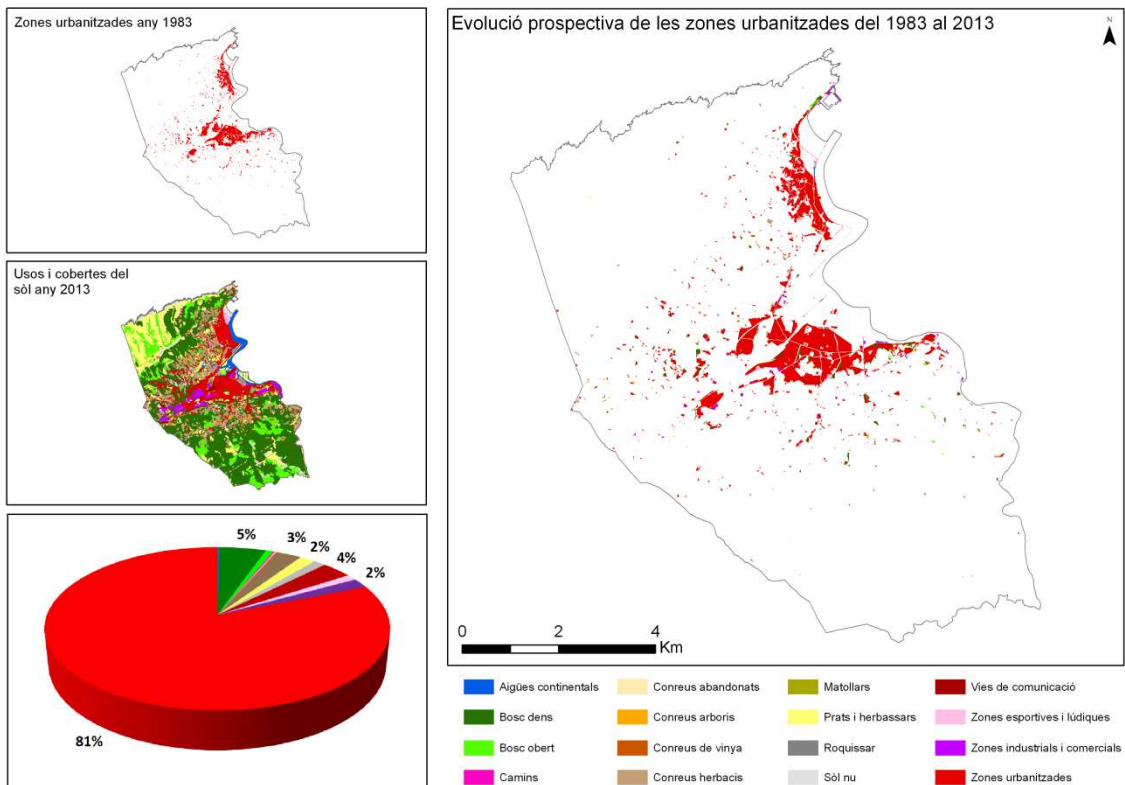 Zones urbanitzades any 1983
Evolució prospectiva de les zones urbanitzades del 1983 al 2013
N
Usos i cobertes del
sòl any 2013
5%
3%
2%
4%
2%
81%
0 2 4
Km
Aigües continentals
Conreus abandonats
Matollars
Vies de comunicació
Bosc dens
Conreus arboris
Prats i herbassars
Zones esportives i lúdiques
Bosc obert
Conreus de vinya
Roquissar
Zones industrials i comercials
Camins
Conreus herbacis
Sòl nu
Zones urbanitzades